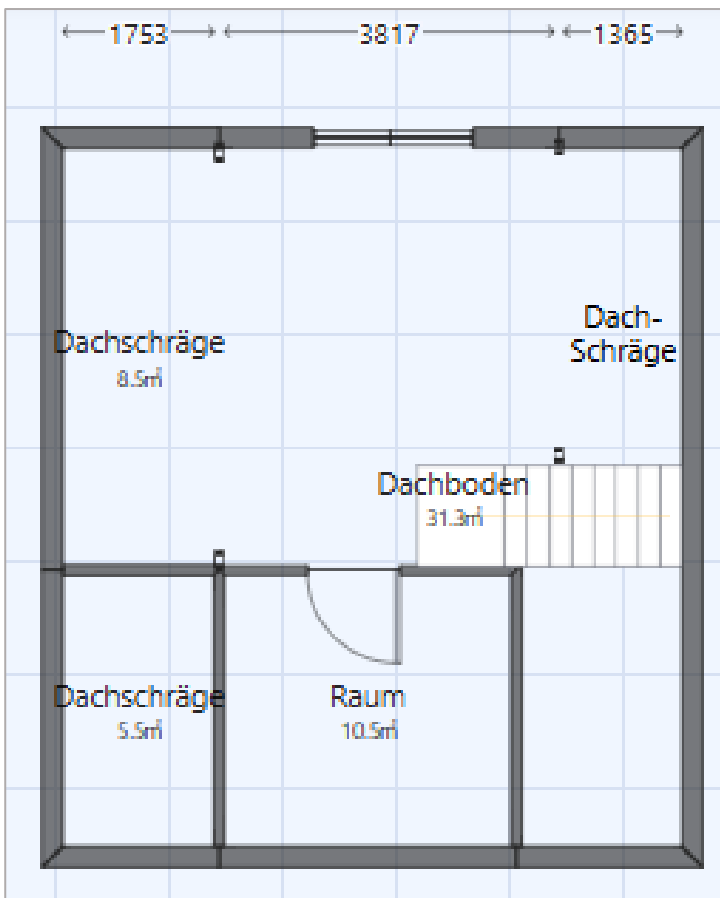 1753 3817 1365
Dach-
Schräge
Dachschräge
8.5㎡
Dachboden
31.3㎡
Dachschräge
5.5㎡
Raum
10.5㎡